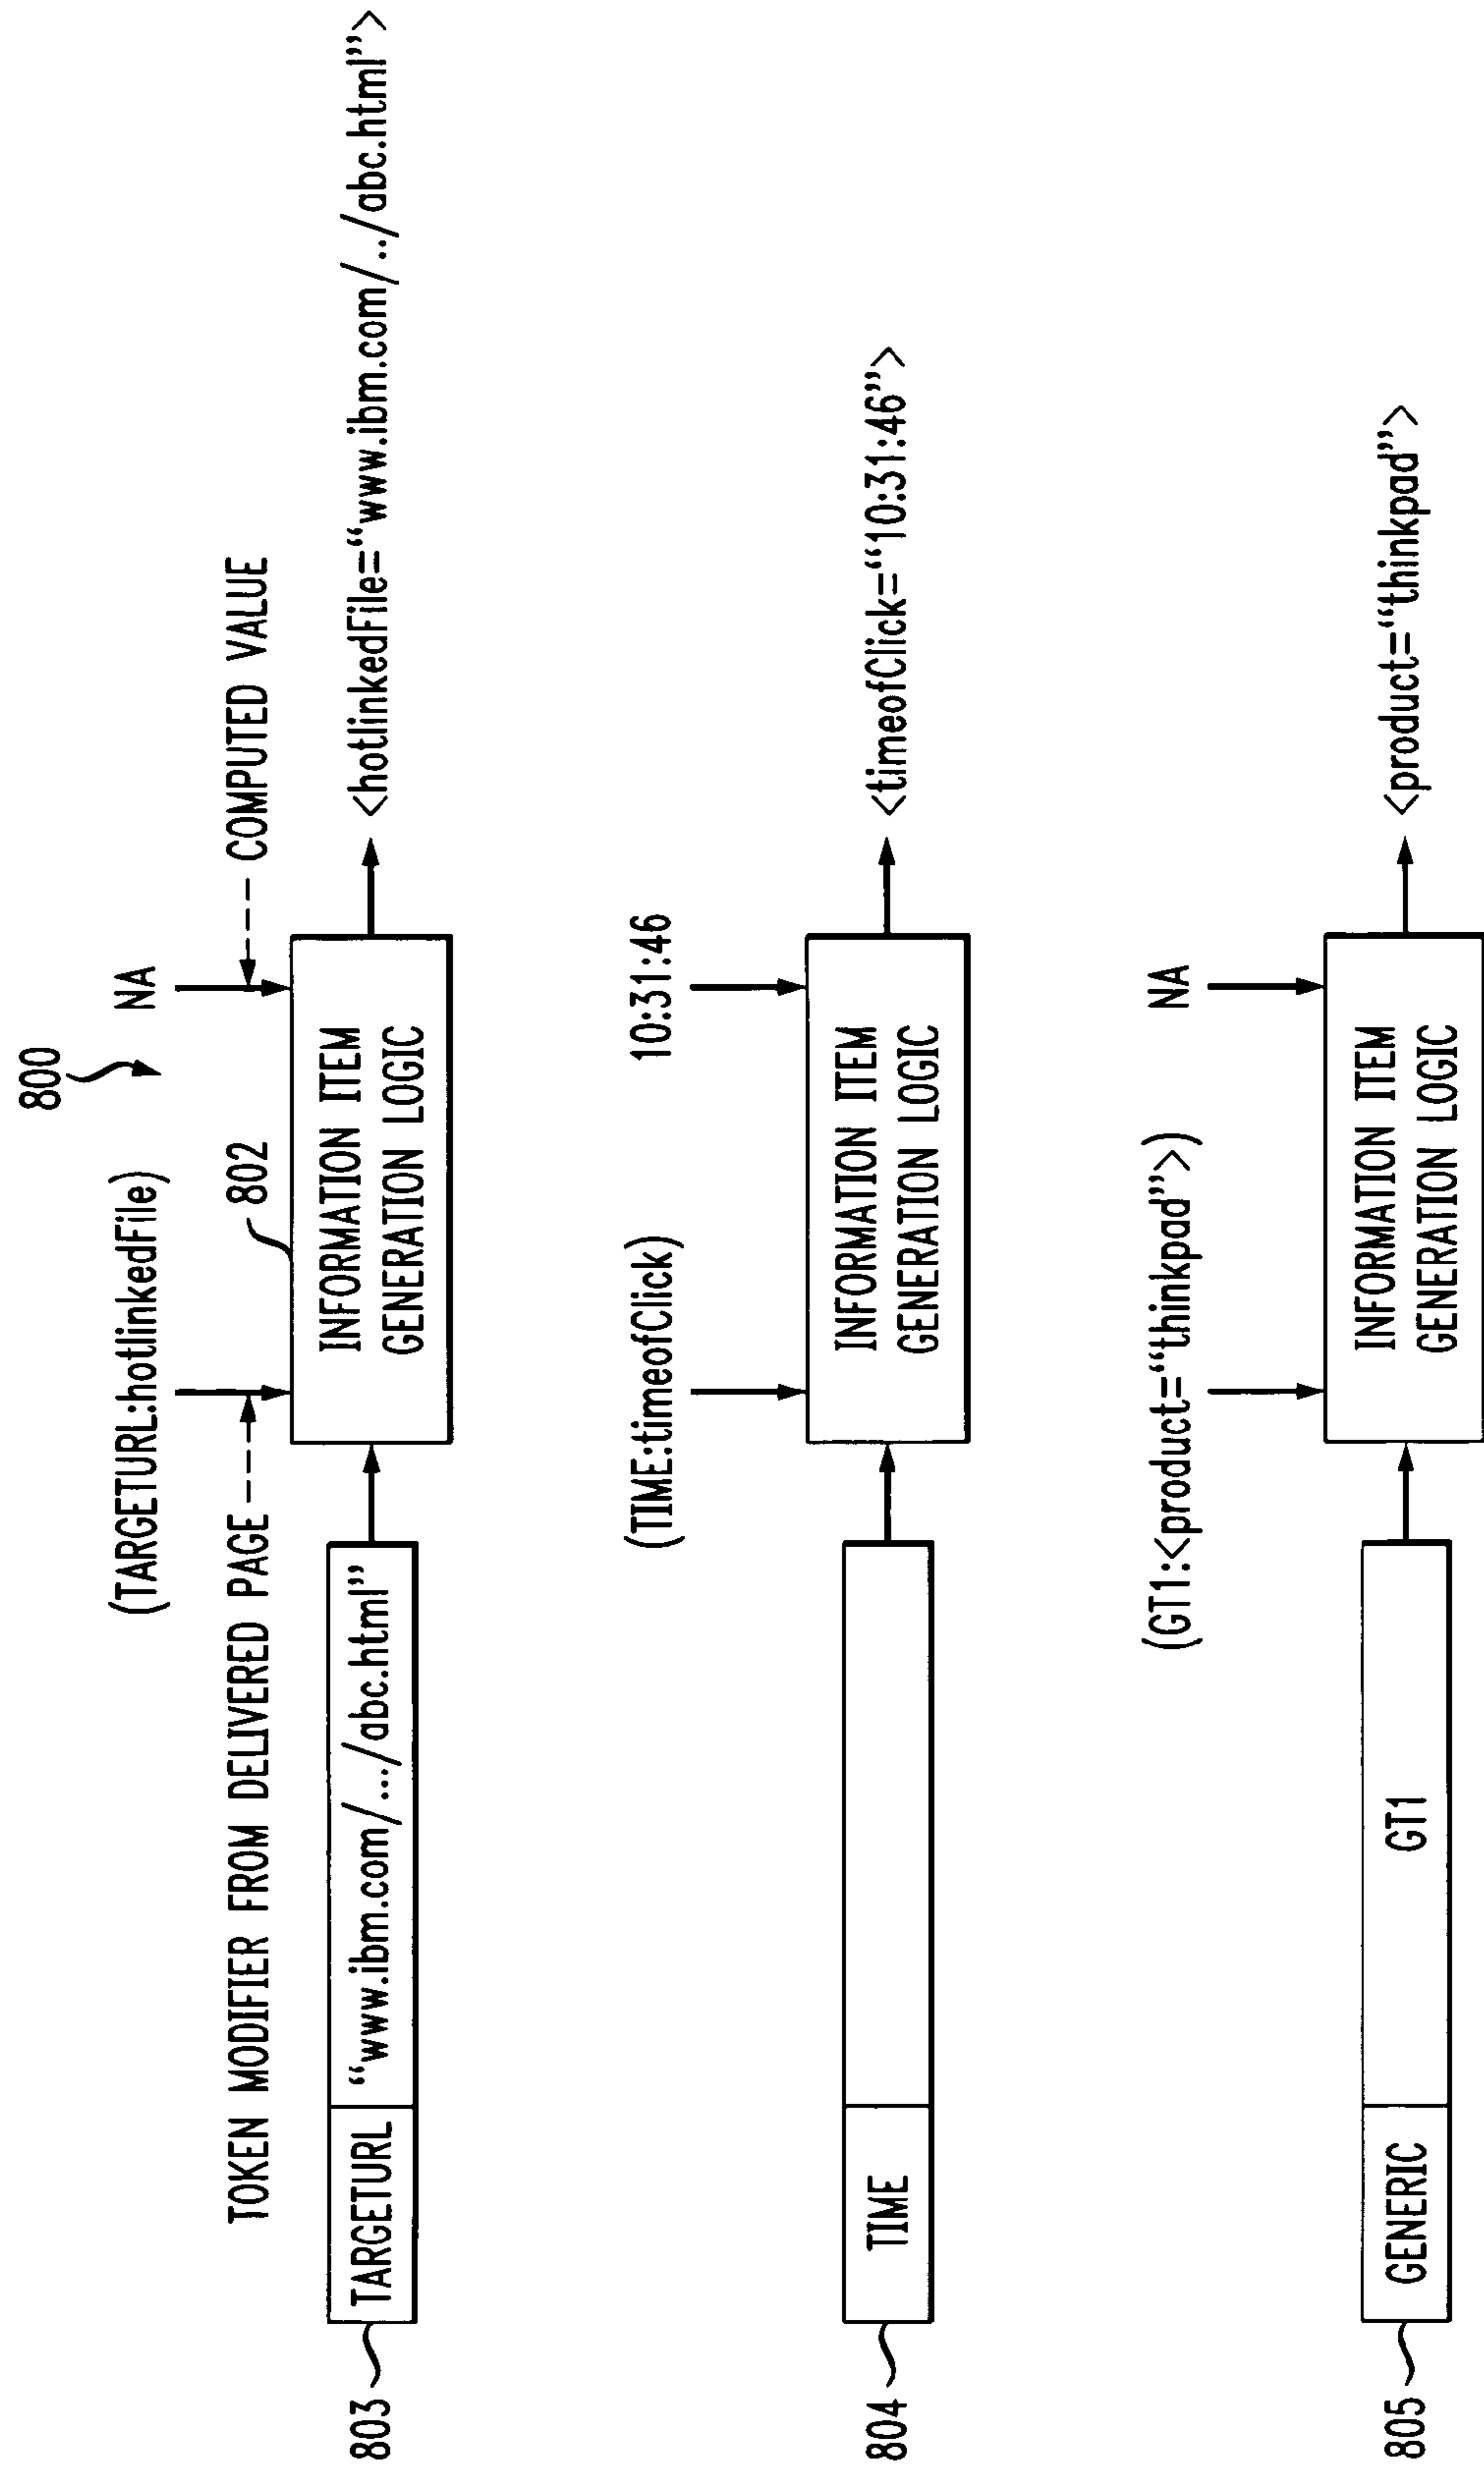 800
(TARGETURL:hotlinkedFile)
NA
TOKEN MODIFIER FROM DELIVERED PAGE
802
COMPUTED VALUE
803
TARGETURL
“www.ibm.com/.../abc.html”
INFORMATION ITEM
GENERATION LOGIC
<hotlinkedFile=“www.ibm.com/../abc.html”>
(TIME:timeofClick)
10:31:46
804
TIME
INFORMATION ITEM
GENERATION LOGIC
<timeofClick=“10:31:46”>
(GT1:<product=“thinkpad”>)
NA
805
GENERIC
GT1
INFORMATION ITEM
GENERATION LOGIC
<product=“thinkpad”>